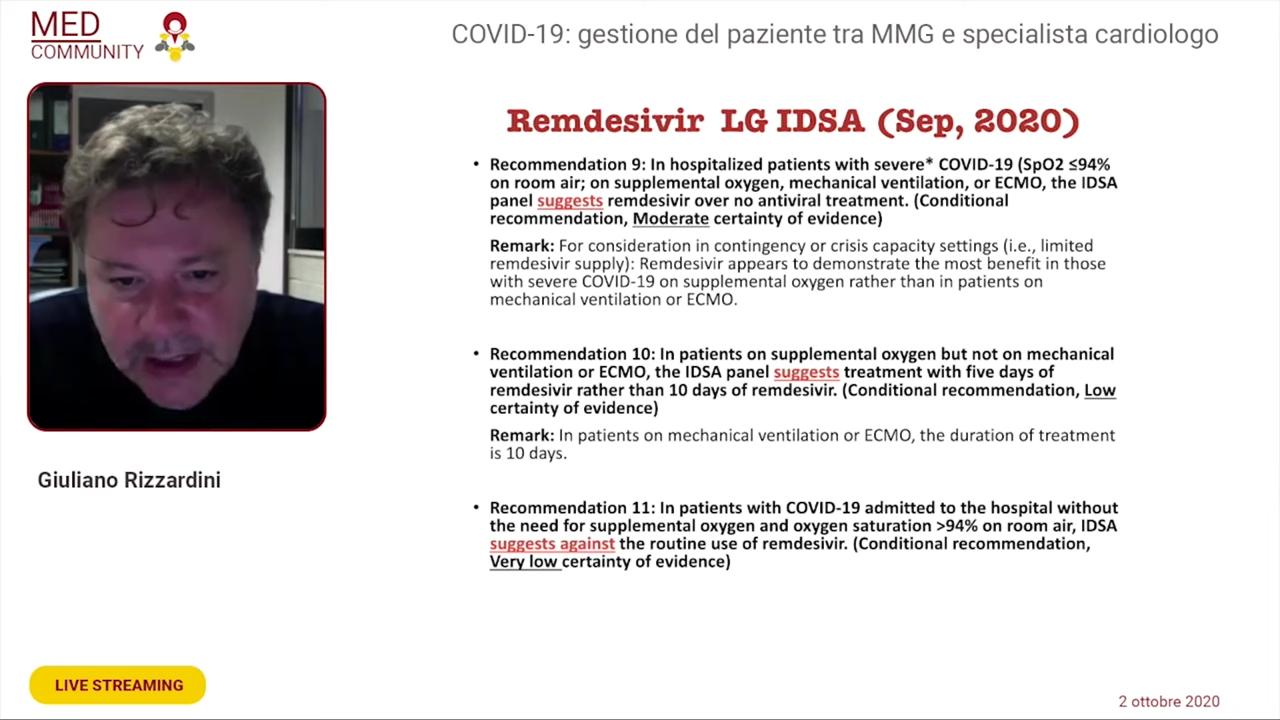 MED
COMMUNITY
COVID-19: gestione del paziente tra MMG e specialista cardiologo
Remdesivir LG IDSA (Sep, 2020)
• Recommendation 9: In hospitalized patients with severe* COVID-19 (SpO2 ≤94%
on room air; on supplemental oxygen, mechanical ventilation, or ECMO, the IDSA
panel suggests remdesivir over no antiviral treatment. (Conditional
recommendation, Moderate certainty of evidence)
Remark: For consideration in contingency or crisis capacity settings (i.e., limited
remdesivir supply): Remdesivir appears to demonstrate the most benefit in those
with severe COVID-19 on supplemental oxygen rather than in patients on
mechanical ventilation or ECMO.
• Recommendation 10: In patients on supplemental oxygen but not on mechanical
ventilation or ECMO, the IDSA panel suggests treatment with five days of
remdesivir rather than 10 days of remdesivir. (Conditional recommendation, Low
certainty of evidence)
Remark: In patients on mechanical ventilation or ECMO, the duration of treatment
is 10 days.
• Recommendation 11: In patients with COVID-19 admitted to the hospital without
the need for supplemental oxygen and oxygen saturation >94% on room air, IDSA
suggests against the routine use of remdesivir. (Conditional recommendation,
Very low certainty of evidence)
Giuliano Rizzardini
LIVE STREAMING
2 ottobre 2020